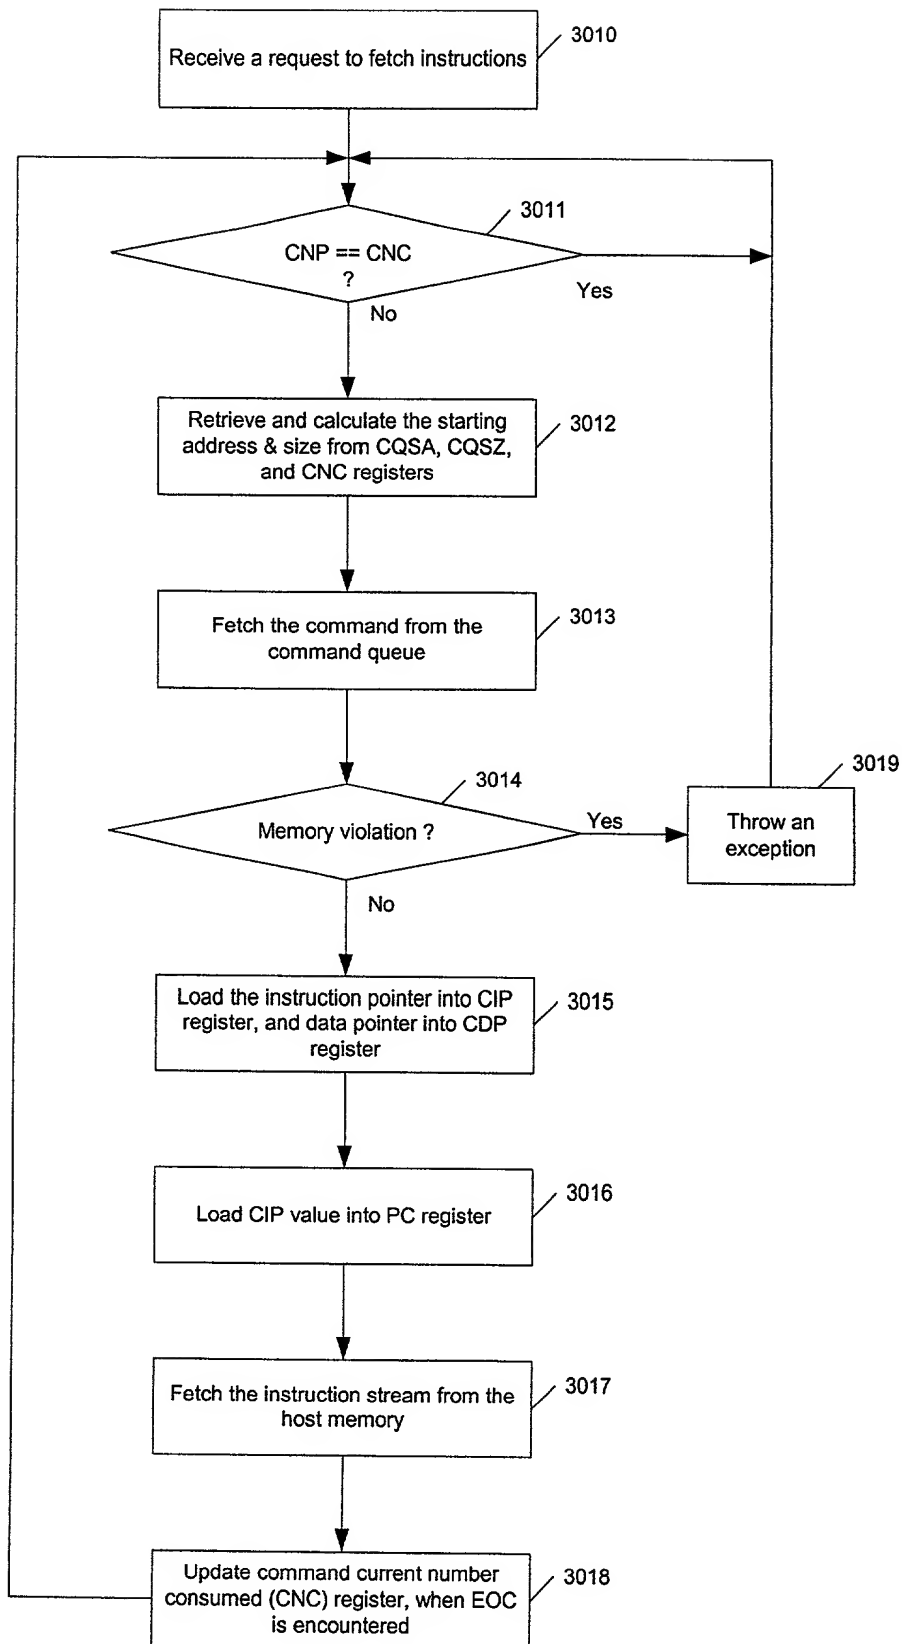 Receive a request to fetch instructions
3010
3011
CNP == CNC
?
Yes
No
Retrieve and calculate the starting
address & size from CQSA, CQSZ,
and CNC registers
3012
Fetch the command from the
command queue
3013
3014
Memory violation ?
Yes
No
3019
Throw an
exception
Load the instruction pointer into CIP
register, and data pointer into CDP
register
3015
Load CIP value into PC register
3016
Fetch the instruction stream from the
host memory
3017
Update command current number
consumed (CNC) register, when EOC
is encountered
3018